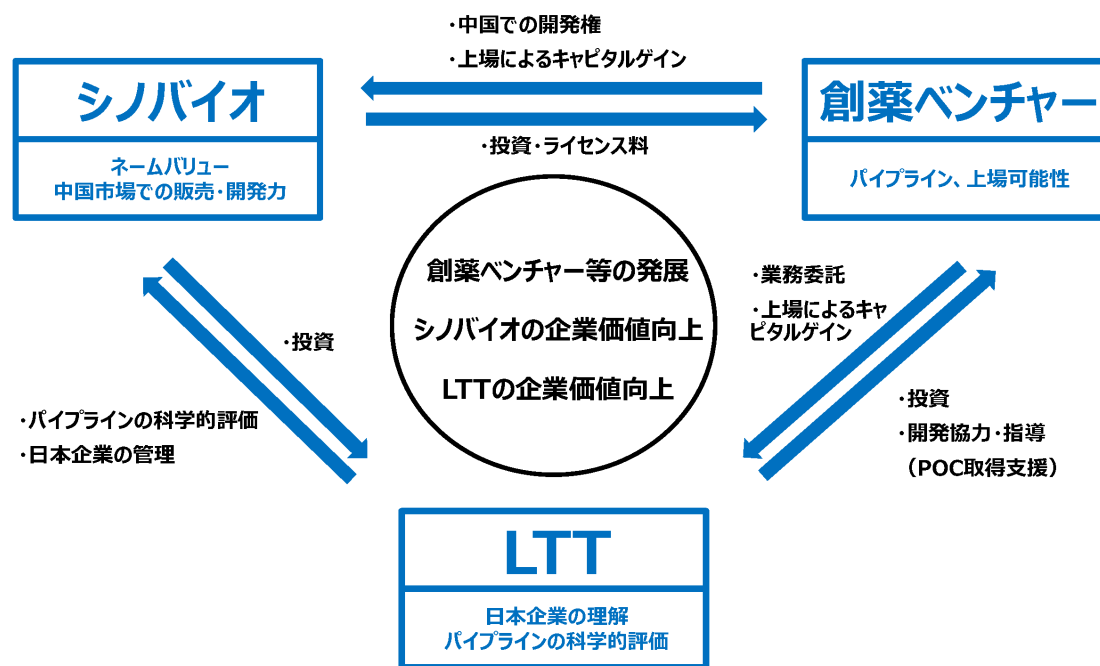 ・中国での開発権
・上場によるキャピタルゲイン
シノバイオ
ネームバリュー
中国市場での販売・開発力
創薬ベンチャー
パイプライン、上場可能性
・投資・ライセンス料
創薬ベンチャー等の発展
シノバイオの企業価値向上
LTTの企業価値向上
・業務委託
・上場によるキャ
ピタルゲイン
・投資
・パイプラインの科学的評価
・日本企業の管理
・投資
・開発協力・指導
（POC取得支援）
LTT
日本企業の理解
パイプラインの科学的評価